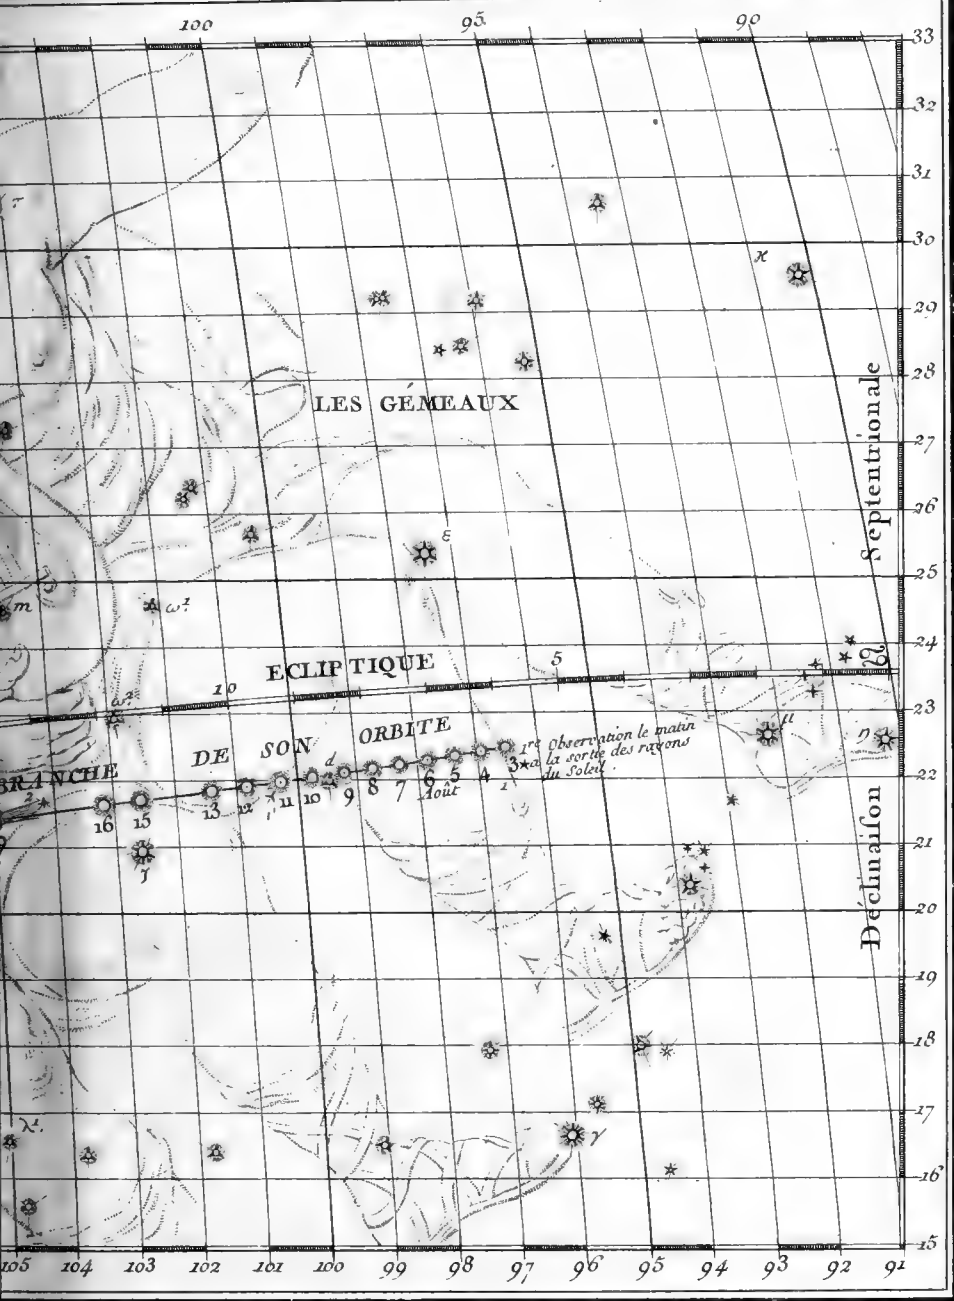 100 95. 90
33
32
31
τ
30
ϰ
29
28
LES GÉMEAUX
27
26
ε
Septentrionale
25
m
ω¹.
24
♋
5
ECLIPTIQUE
10
ω²
23
μ
η
BRANCHE DE SON ORBITE
1re Observation le matin
a la sortie des rayons
du Soleil.
d
22
16 15 13 12 11 10 9 8 7 6 5 4 3
Août
ζ
21
20
Déclinaiſon
19
18
17
λ¹.
γ
16
15
105 104 103 102 101 100 99 98 97 96 95 94 93 92 91